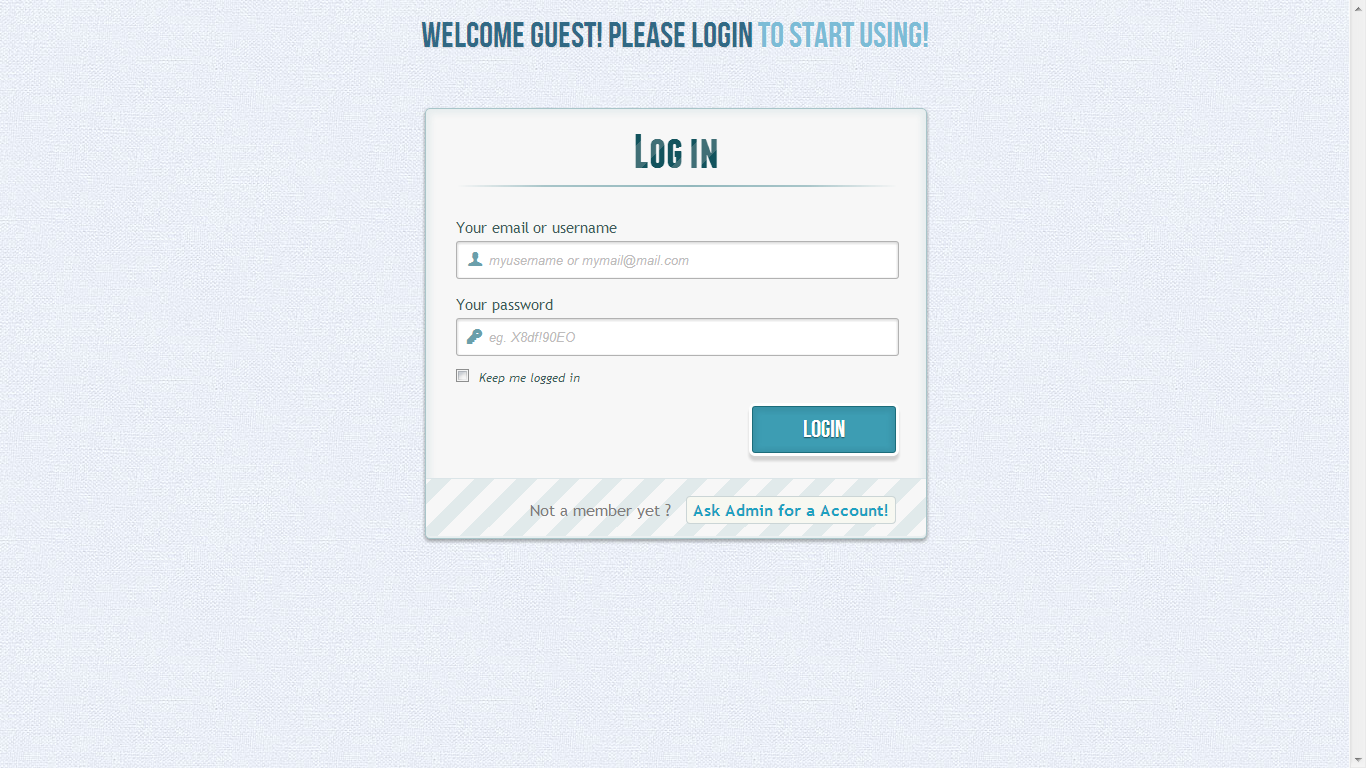 WELCOME GUEST! PLEASE LOGIN TO START USING!
LOG IN
Your email or username
myusername or mymail@mail.com
Your password
eg. X8df!90EO
Keep me logged in
LOGIN
Not a member yet ? Ask Admin for a Account!